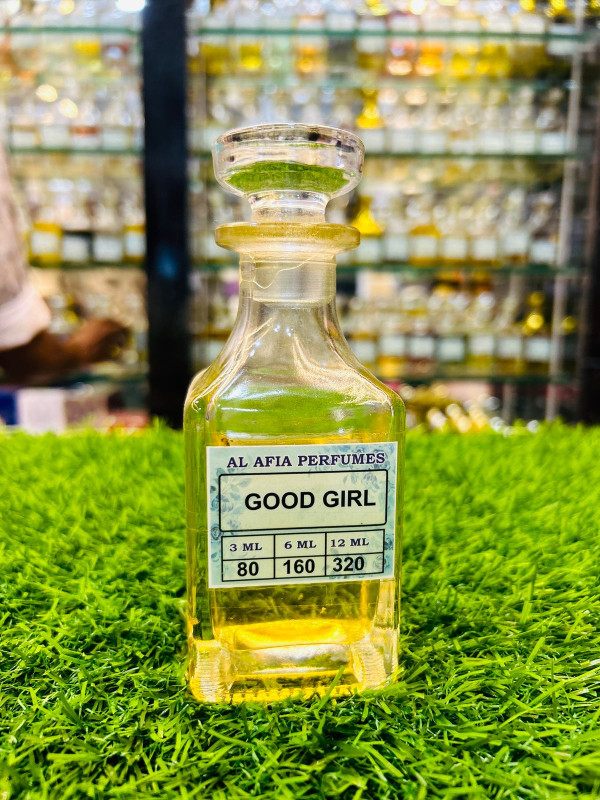 AL AFIA PERFUMES
GOOD GIRL
3 ML 6 ML 12 ML
80 160 320